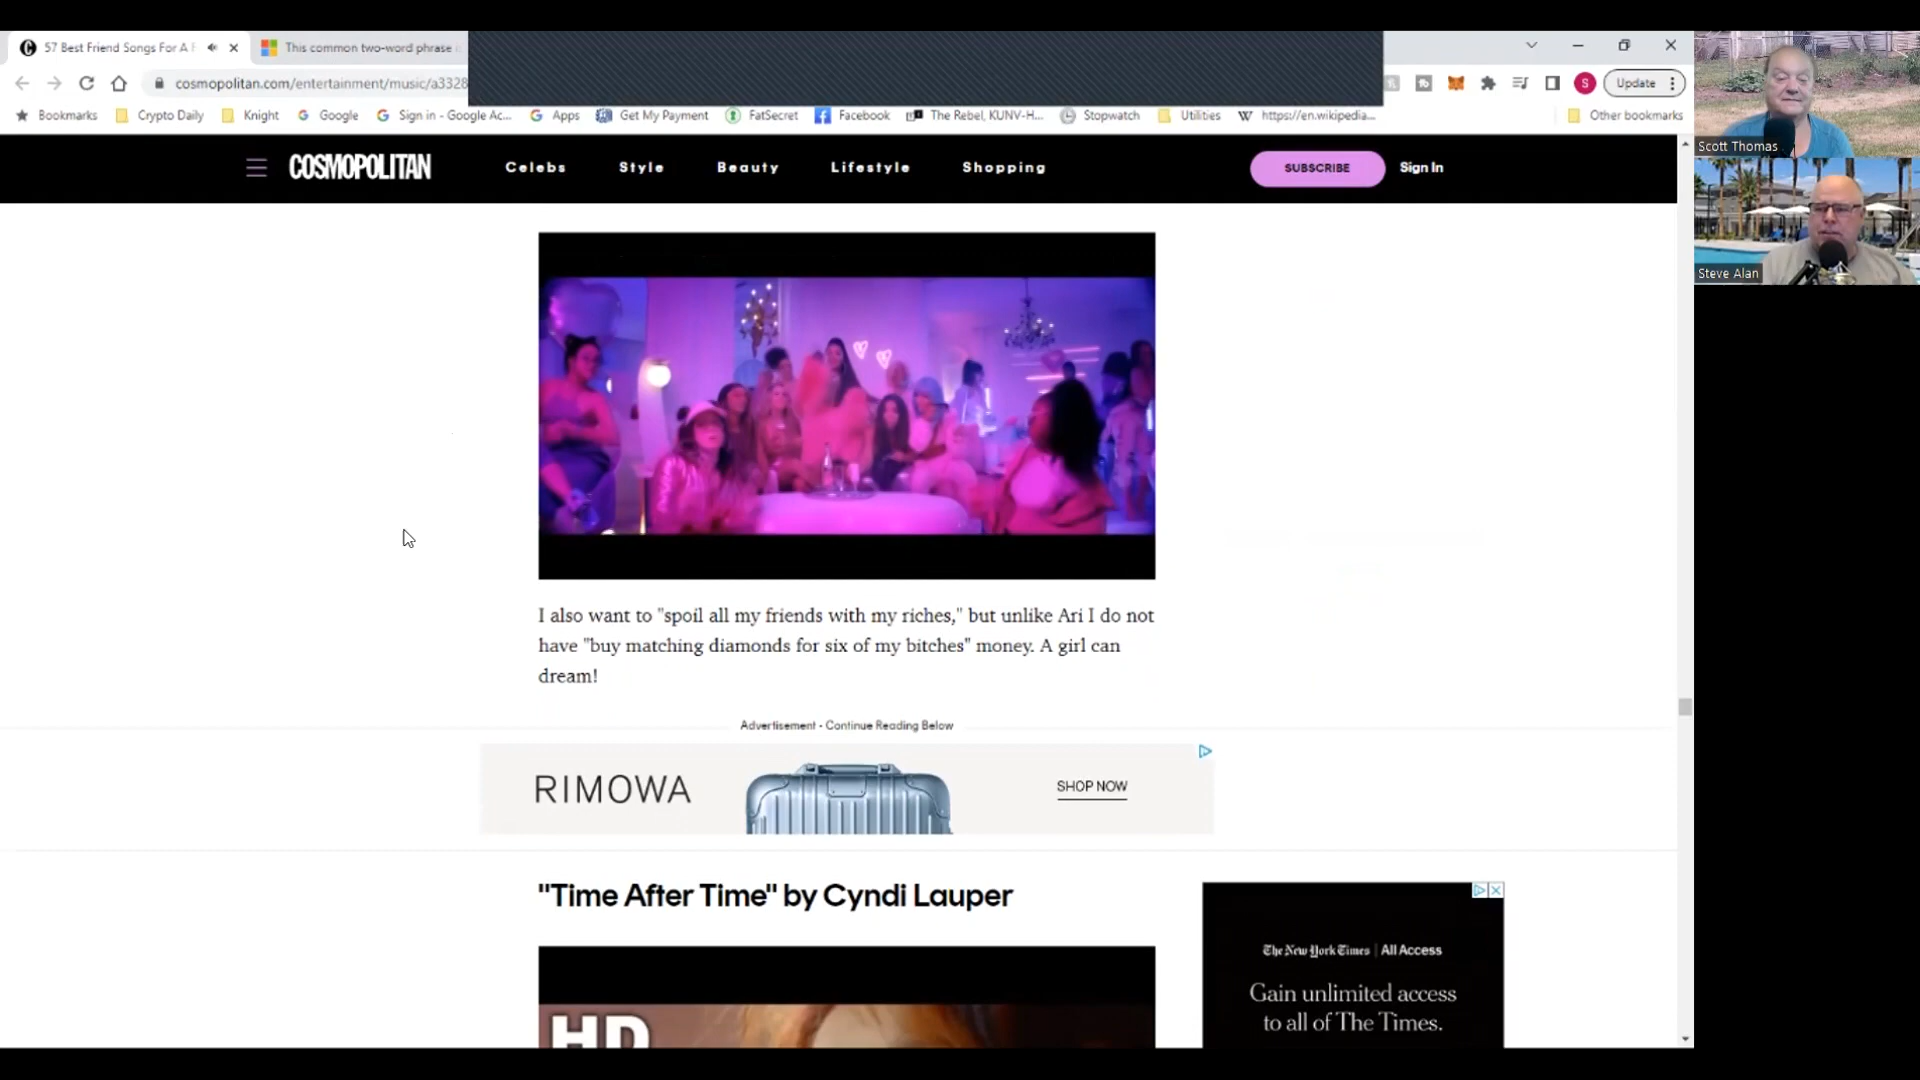 57 Best Friend Songs For A F
This common two-word phrase i
cosmopolitan.com/entertainment/music/a3328
S
Update
Bookmarks
Crypto Daily
Knight
Google
Sign in - Google Ac...
Apps
Get My Payment
FatSecret
Facebook
The Rebel, KUNV-H...
Stopwatch
Utilities
https://en.wikipedia...
Other bookmarks
Scott Thomas
COSMOPOLITAN
Celebs
Style
Beauty
Lifestyle
Shopping
SUBSCRIBE
Sign In
Steve Alan
I also want to "spoil all my friends with my riches," but unlike Ari I do not
have "buy matching diamonds for six of my bitches" money. A girl can
dream!
Advertisement - Continue Reading Below
RIMOWA
SHOP NOW
"Time After Time" by Cyndi Lauper
The New York Times | All Access
Gain unlimited access
to all of The Times.
HD